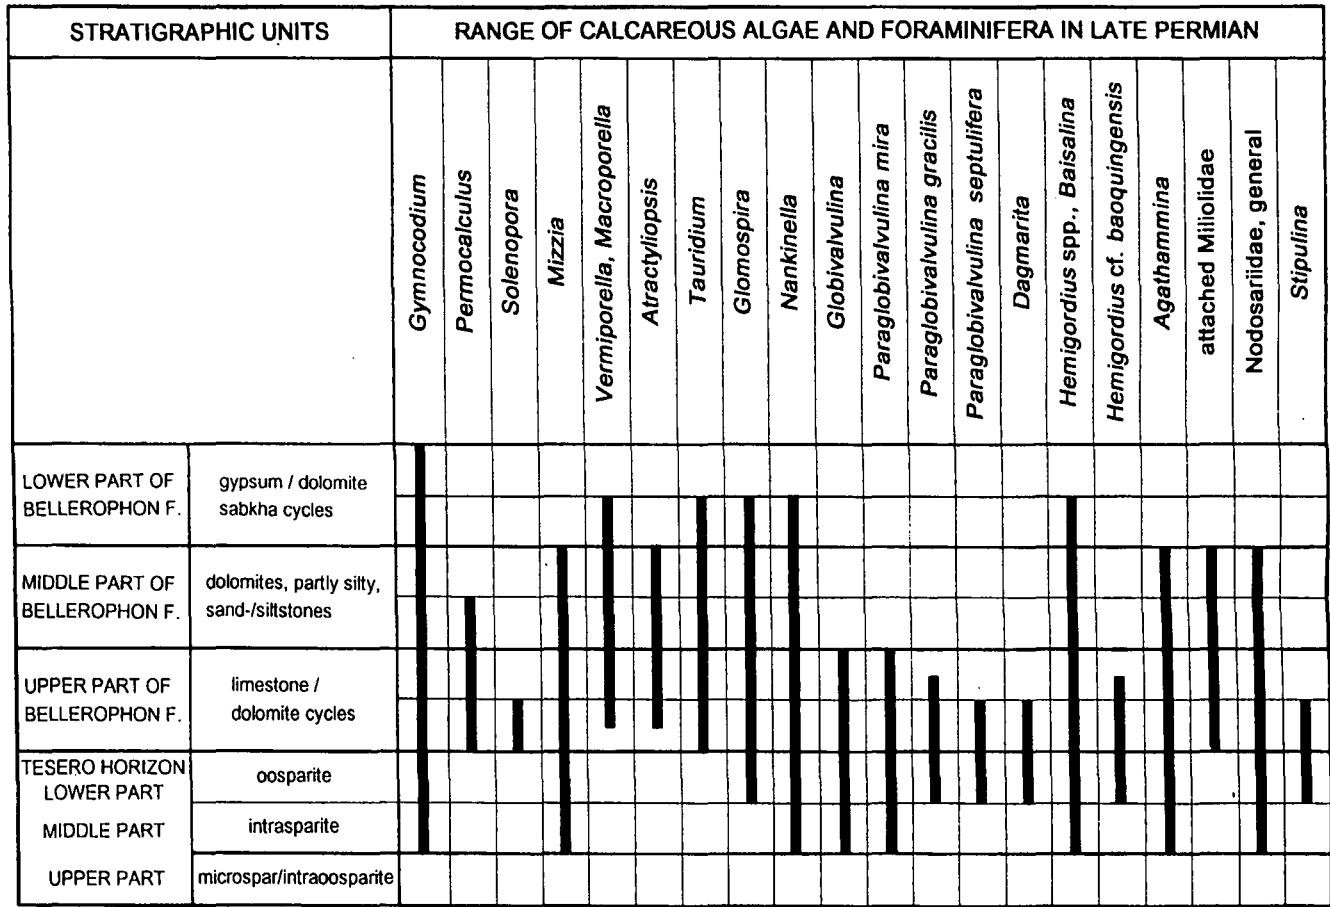 STRATIGRAPHIC UNITS
RANGE OF CALCAREOUS ALGAE AND FORAMINIFERA IN LATE PERMIAN
Gymnocodium
Permocalculus
Solenopora
Mizzia
Vermiporella, Macroporella
Atractyliopsis
Tauridium
Glomospira
Nankinella
Globivalvulina
Paraglobivalvulina mira
Paraglobivalvulina gracilis
Paraglobivalvulina septulifera
Dagmarita
Hemigordius spp., Baisalina
Hemigordius cf. baoquingensis
Agathammina
attached Miliolidae
Nodosariidae, general
Stipulina
LOWER PART OF
BELLEROPHON F.
gypsum / dolomite
sabkha cycles
MIDDLE PART OF
BELLEROPHON F.
dolomites, partly silty,
sand-/siltstones
UPPER PART OF
BELLEROPHON F.
limestone /
dolomite cycles
TESERO HORIZON
LOWER PART
oosparite
MIDDLE PART
intrasparite
UPPER PART
microspar/intraoosparite